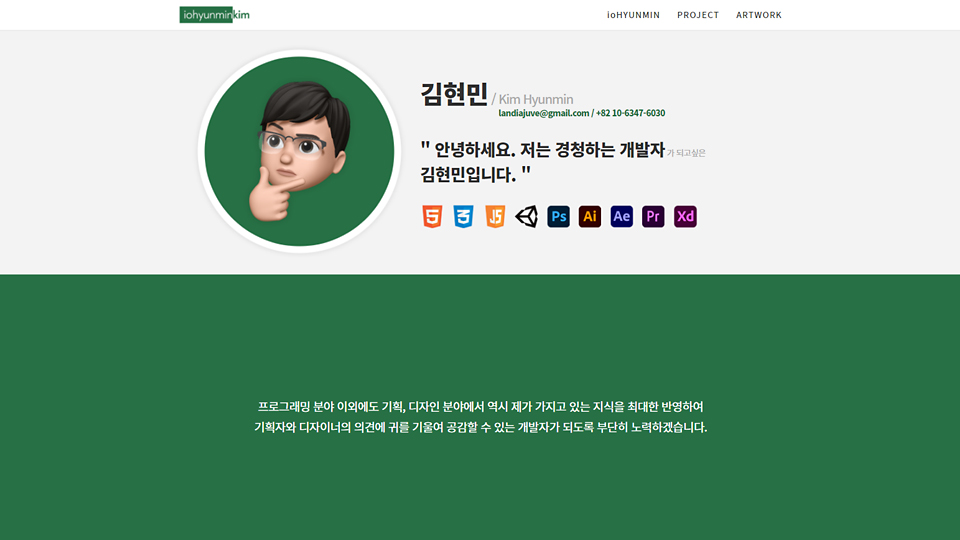 iohyunminkim
ioHYUNMIN PROJECT ARTWORK
김현민 / Kim Hyunmin
landiajuve@gmail.com / +82 10-6347-6030
" 안녕하세요. 저는 경청하는 개발자 가 되고싶은
김현민입니다. "
5 3 JS Ps Ai Ae Pr Xd
프로그래밍 분야 이외에도 기획, 디자인 분야에서 역시 제가 가지고 있는 지식을 최대한 반영하여
기획자와 디자이너의 의견에 귀를 기울여 공감할 수 있는 개발자가 되도록 부단히 노력하겠습니다.